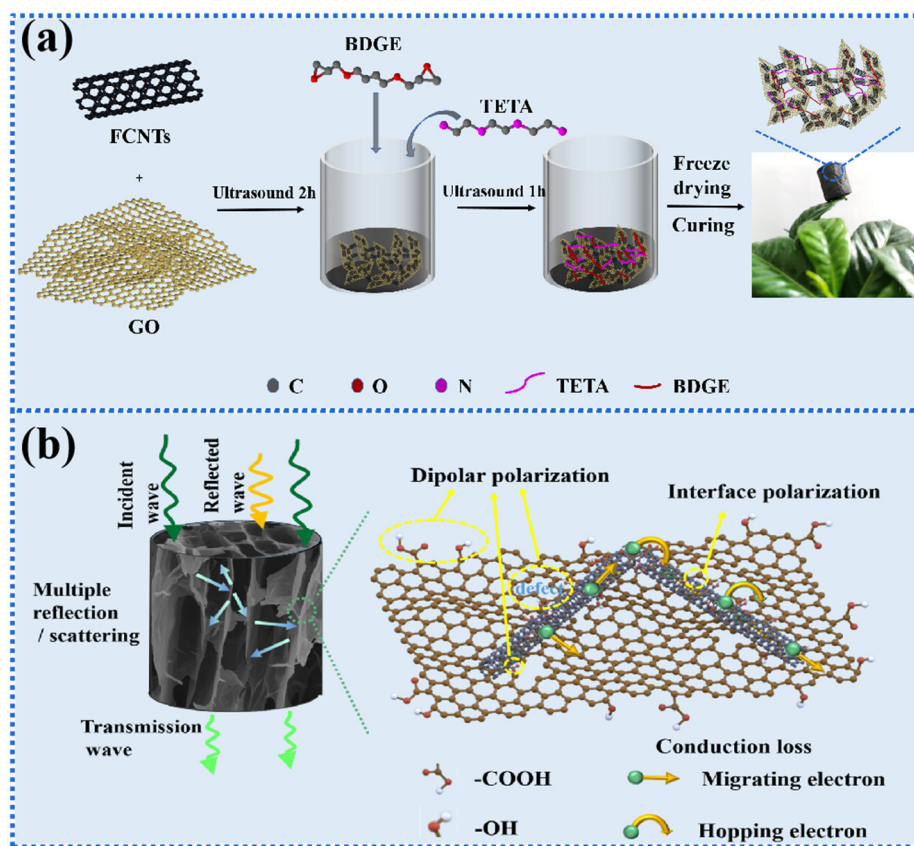 (a)
BDGE
TETA
FCNTs
+
GO
Ultrasound 2h
Ultrasound 1h
Freeze
drying
Curing
C
O
N
TETA
BDGE
(b)
Incident
wave
Reflected
wave
Multiple
reflection
/ scattering
Transmission
wave
Dipolar polarization
Interface polarization
defect
Conduction loss
-COOH
Migrating electron
-OH
Hopping electron